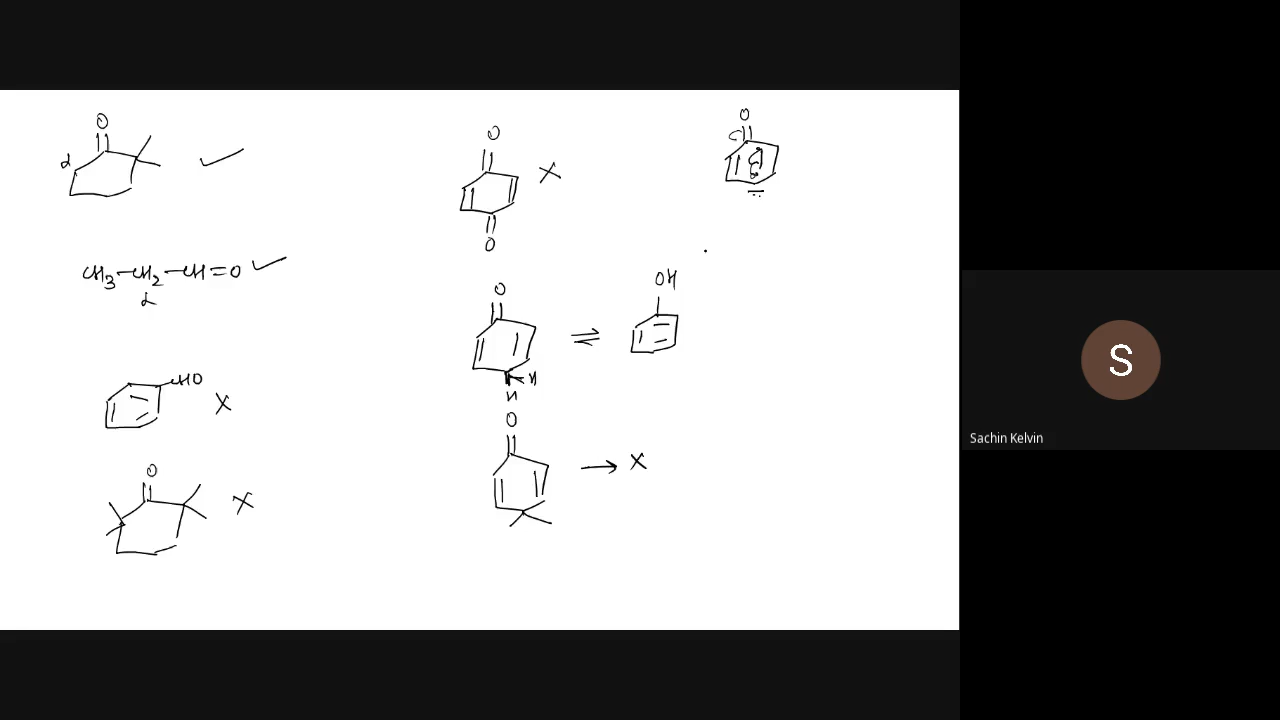 O
α
✓
CH3-CH2-CH=O ✓
α
CHO
X
O
X
O
X
O
O
⇌
OH
H
H
O
→ X
O
S
Sachin Kelvin